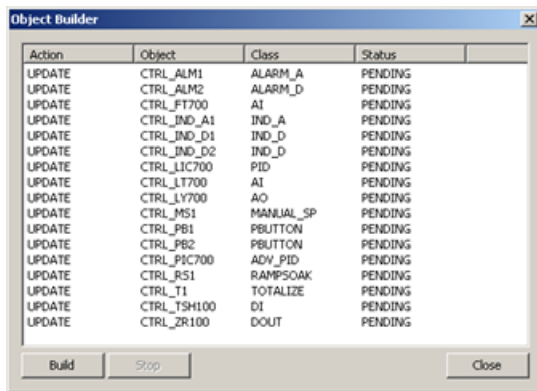 Object Builder
Action Object Class Status
UPDATE CTRL_ALM1 ALARM_A PENDING
UPDATE CTRL_ALM2 ALARM_D PENDING
UPDATE CTRL_FT700 AI PENDING
UPDATE CTRL_IND_A1 IND_A PENDING
UPDATE CTRL_IND_D1 IND_D PENDING
UPDATE CTRL_IND_D2 IND_D PENDING
UPDATE CTRL_LIC700 PID PENDING
UPDATE CTRL_LT700 AI PENDING
UPDATE CTRL_LY700 AO PENDING
UPDATE CTRL_MS1 MANUAL_SP PENDING
UPDATE CTRL_PB1 PBUTTON PENDING
UPDATE CTRL_PB2 PBUTTON PENDING
UPDATE CTRL_PIC700 ADV_PID PENDING
UPDATE CTRL_RS1 RAMPSOAK PENDING
UPDATE CTRL_T1 TOTALIZE PENDING
UPDATE CTRL_TSH100 DI PENDING
UPDATE CTRL_ZR100 DOUT PENDING
Build Stop Close